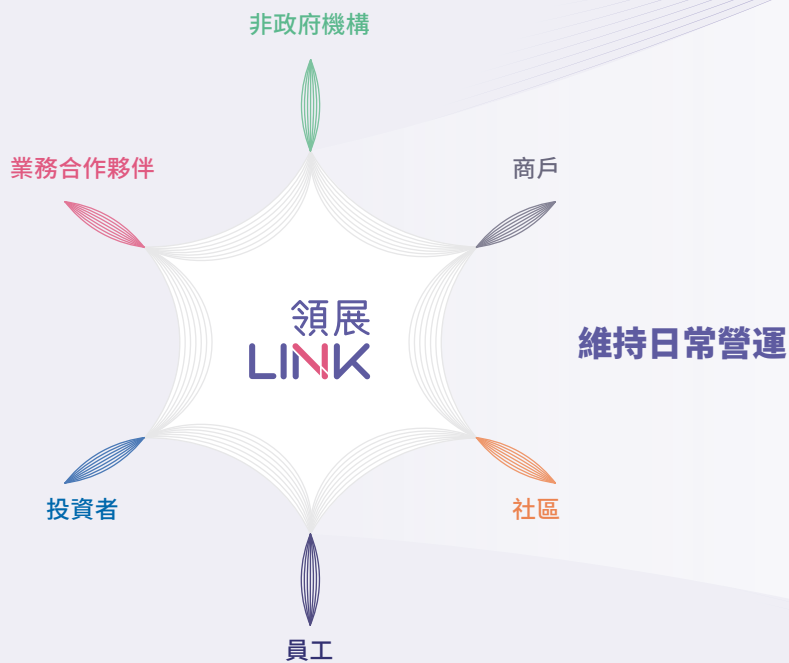 非政府機構
業務合作夥伴
商戶
領展
LINK
維持日常營運
投資者
社區
員工